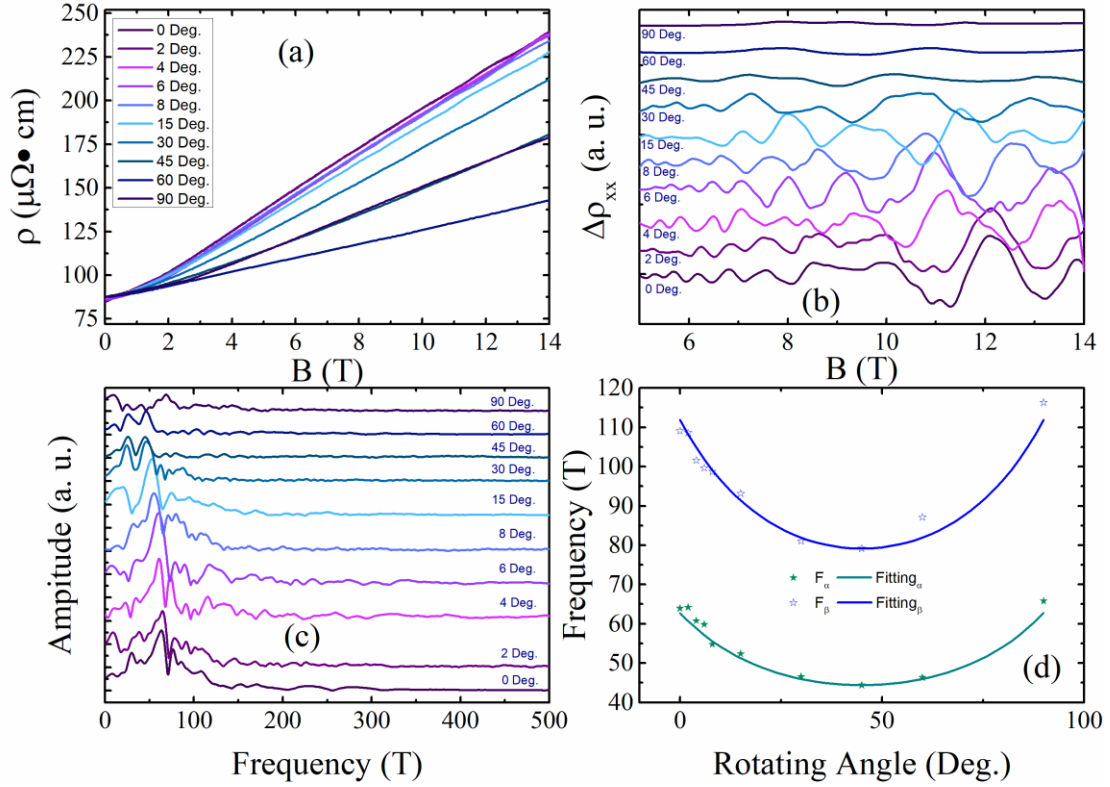 (a)
0 Deg.
2 Deg.
4 Deg.
6 Deg.
8 Deg.
15 Deg.
30 Deg.
45 Deg.
60 Deg.
90 Deg.
ρ (μΩ● cm)
250
225
200
175
150
125
100
75
0 2 4 6 8 10 12 14
B (T)
(b)
Δρxx (a. u.)
90 Deg.
60 Deg.
45 Deg.
30 Deg.
15 Deg.
8 Deg.
6 Deg.
4 Deg.
2 Deg.
0 Deg.
6 8 10 12 14
B (T)
(c)
Ampitude (a. u.)
90 Deg.
60 Deg.
45 Deg.
30 Deg.
15 Deg.
8 Deg.
6 Deg.
4 Deg.
2 Deg.
0 Deg.
0 100 200 300 400 500
Frequency (T)
(d)
Frequency (T)
120
110
100
90
80
70
60
50
40
Fα Fittingα
Fβ Fittingβ
0 50 100
Rotating Angle (Deg.)